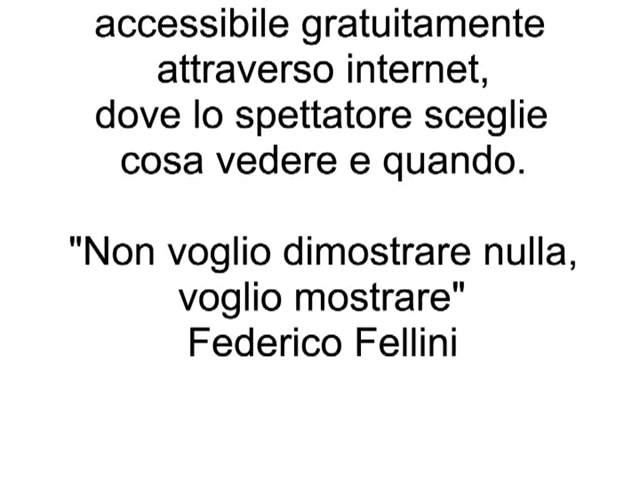 accessibile gratuitamente
attraverso internet,
dove lo spettatore sceglie
cosa vedere e quando.
"Non voglio dimostrare nulla,
voglio mostrare"
Federico Fellini